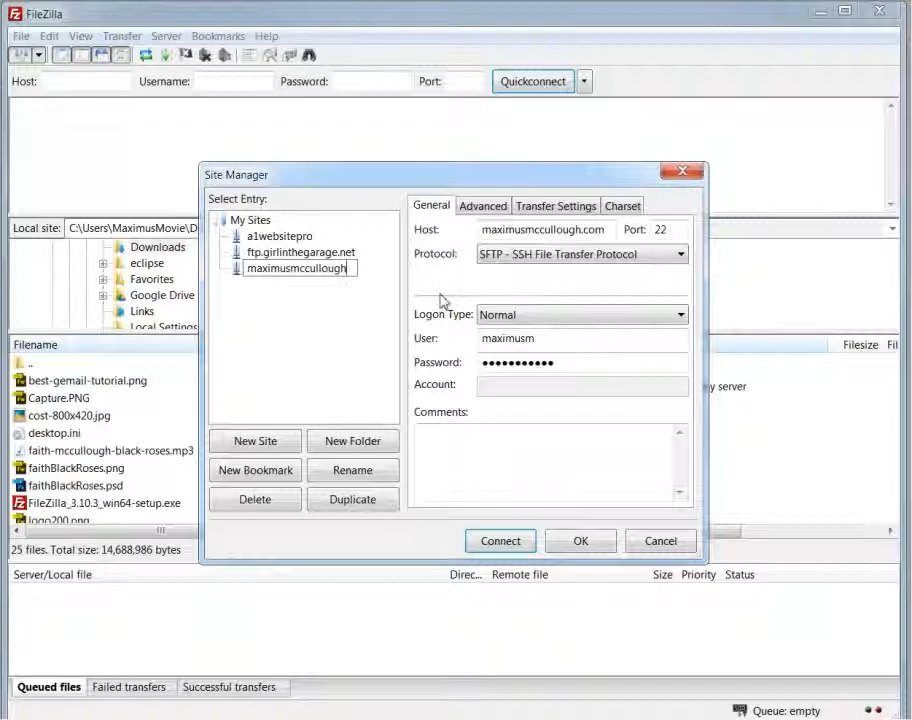 FileZilla
File Edit View Transfer Server Bookmarks Help
Host: Username: Password: Port: Quickconnect
Site Manager
Select Entry:
My Sites
a1websitepro
ftp.girlinthegarage.net
maximusmccullough
New Site New Folder
New Bookmark Rename
Delete Duplicate
General Advanced Transfer Settings Charset
Host: maximusmccullough.com Port: 22
Protocol: SFTP - SSH File Transfer Protocol
Logon Type: Normal
User: maximusm
Password: •••••••••••
Account:
Comments:
Connect OK Cancel
Local site: C:\Users\MaximusMovie\D
Downloads
eclipse
Favorites
Google Drive
Links
Local Settings
Filename
..
best-gemail-tutorial.png
Capture.PNG
cost-800x420.jpg
desktop.ini
faith-mccullough-black-roses.mp3
faithBlackRoses.png
faithBlackRoses.psd
FileZilla_3.10.3_win64-setup.exe
logo200.png
25 files. Total size: 14,688,986 bytes
Filesize Fil
y server
Server/Local file Direc... Remote file Size Priority Status
Queued files Failed transfers Successful transfers
Queue: empty